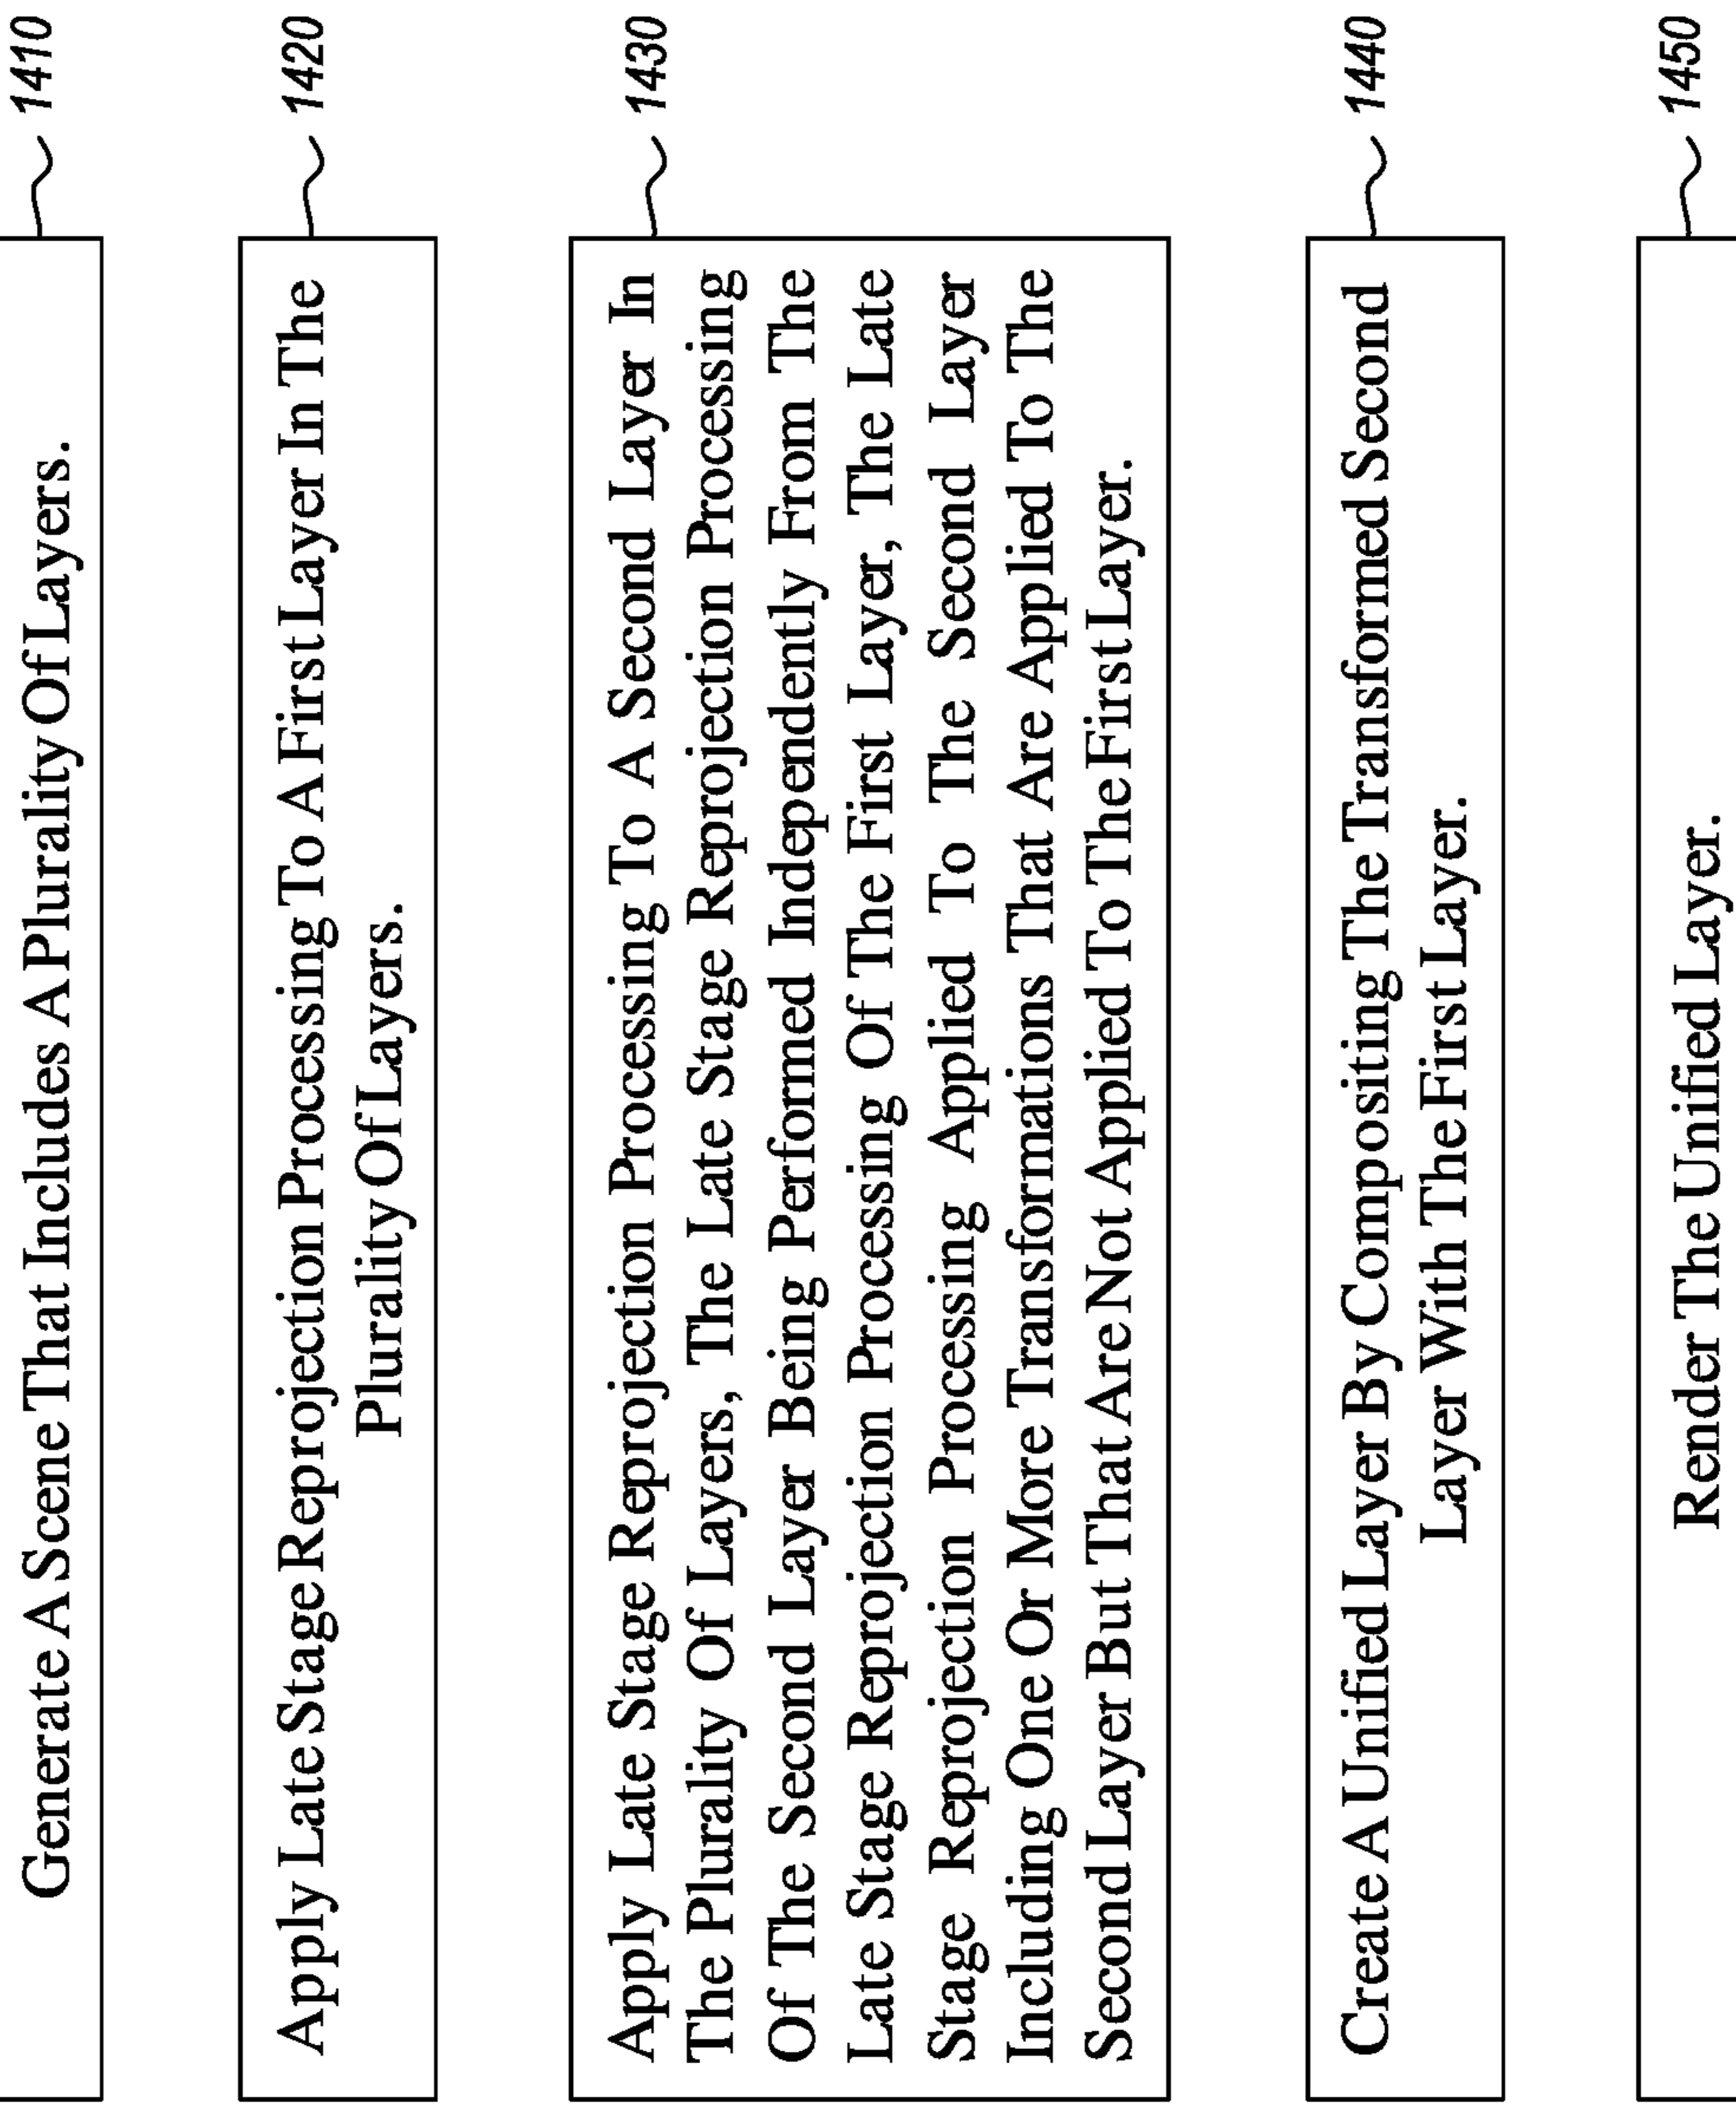 Generate A Scene That Includes A Plurality Of Layers.
1410
Apply Late Stage Reprojection Processing To A First Layer In The
Plurality Of Layers.
1420
Apply Late Stage Reprojection Processing To A Second Layer In
The Plurality Of Layers, The Late Stage Reprojection Processing
Of The Second Layer Being Performed Independently From The
Late Stage Reprojection Processing Of The First Layer, The Late
Stage Reprojection Processing Applied To The Second Layer
Including One Or More Transformations That Are Applied To The
Second Layer But That Are Not Applied To The First Layer.
1430
Create A Unified Layer By Compositing The Transformed Second
Layer With The First Layer.
1440
Render The Unified Layer.
1450